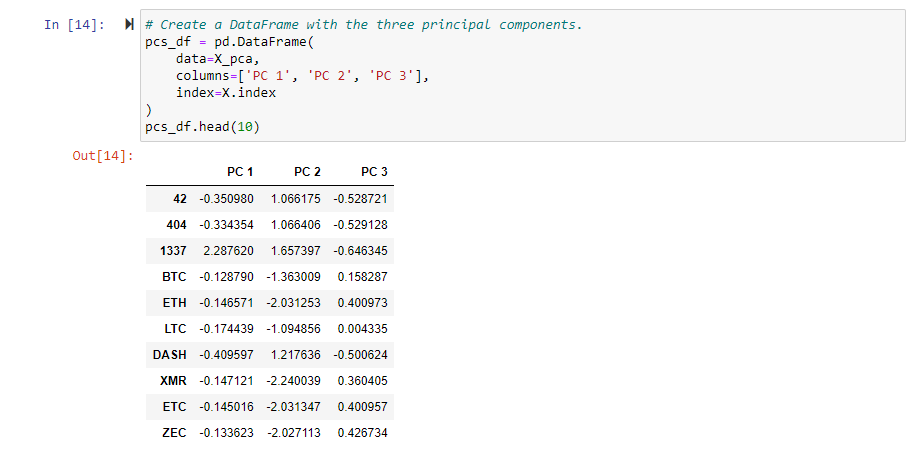 In [14]: # Create a DataFrame with the three principal components.
pcs_df = pd.DataFrame(
    data=X_pca,
    columns=['PC 1', 'PC 2', 'PC 3'],
    index=X.index
)
pcs_df.head(10)
Out[14]:
PC 1 PC 2 PC 3
42 -0.350980 1.066175 -0.528721
404 -0.334354 1.066406 -0.529128
1337 2.287620 1.657397 -0.646345
BTC -0.128790 -1.363009 0.158287
ETH -0.146571 -2.031253 0.400973
LTC -0.174439 -1.094856 0.004335
DASH -0.409597 1.217636 -0.500624
XMR -0.147121 -2.240039 0.360405
ETC -0.145016 -2.031347 0.400957
ZEC -0.133623 -2.027113 0.426734